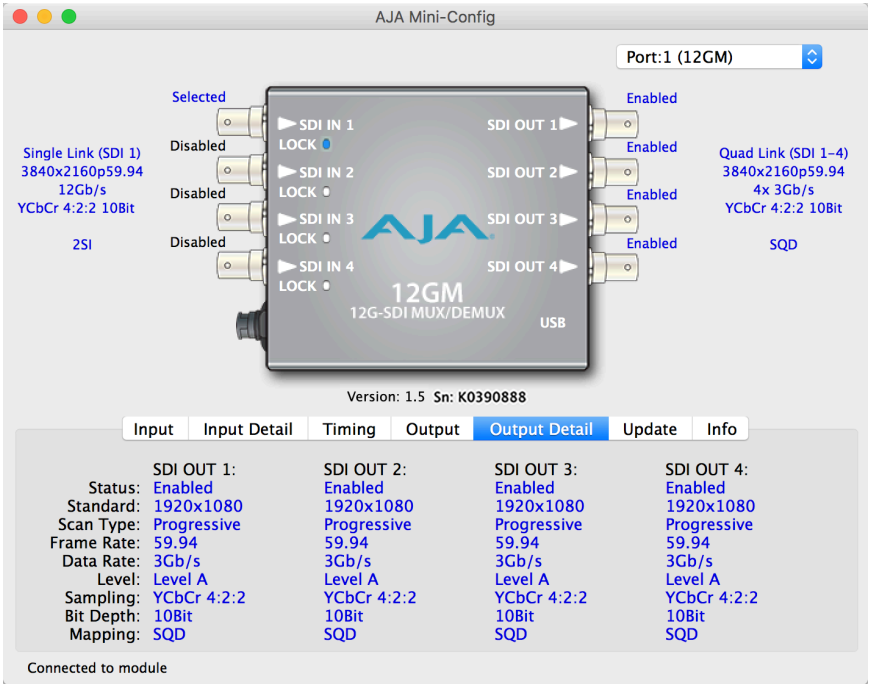 AJA Mini-Config
Port:1 (12GM)
Selected
Disabled
Disabled
Disabled
Single Link (SDI 1)
3840x2160p59.94
12Gb/s
YCbCr 4:2:2 10Bit
2SI
SDI IN 1
LOCK
SDI IN 2
LOCK
SDI IN 3
LOCK
SDI IN 4
LOCK
SDI OUT 1
SDI OUT 2
SDI OUT 3
SDI OUT 4
AJA
12GM
12G-SDI MUX/DEMUX
USB
Enabled
Enabled
Enabled
Enabled
Quad Link (SDI 1-4)
3840x2160p59.94
4x 3Gb/s
YCbCr 4:2:2 10Bit
SQD
Version: 1.5 Sn: K0390888
Input Input Detail Timing Output Output Detail Update Info
SDI OUT 1: SDI OUT 2: SDI OUT 3: SDI OUT 4:
Status: Enabled Enabled Enabled Enabled
Standard: 1920x1080 1920x1080 1920x1080 1920x1080
Scan Type: Progressive Progressive Progressive Progressive
Frame Rate: 59.94 59.94 59.94 59.94
Data Rate: 3Gb/s 3Gb/s 3Gb/s 3Gb/s
Level: Level A Level A Level A Level A
Sampling: YCbCr 4:2:2 YCbCr 4:2:2 YCbCr 4:2:2 YCbCr 4:2:2
Bit Depth: 10Bit 10Bit 10Bit 10Bit
Mapping: SQD SQD SQD SQD
Connected to module